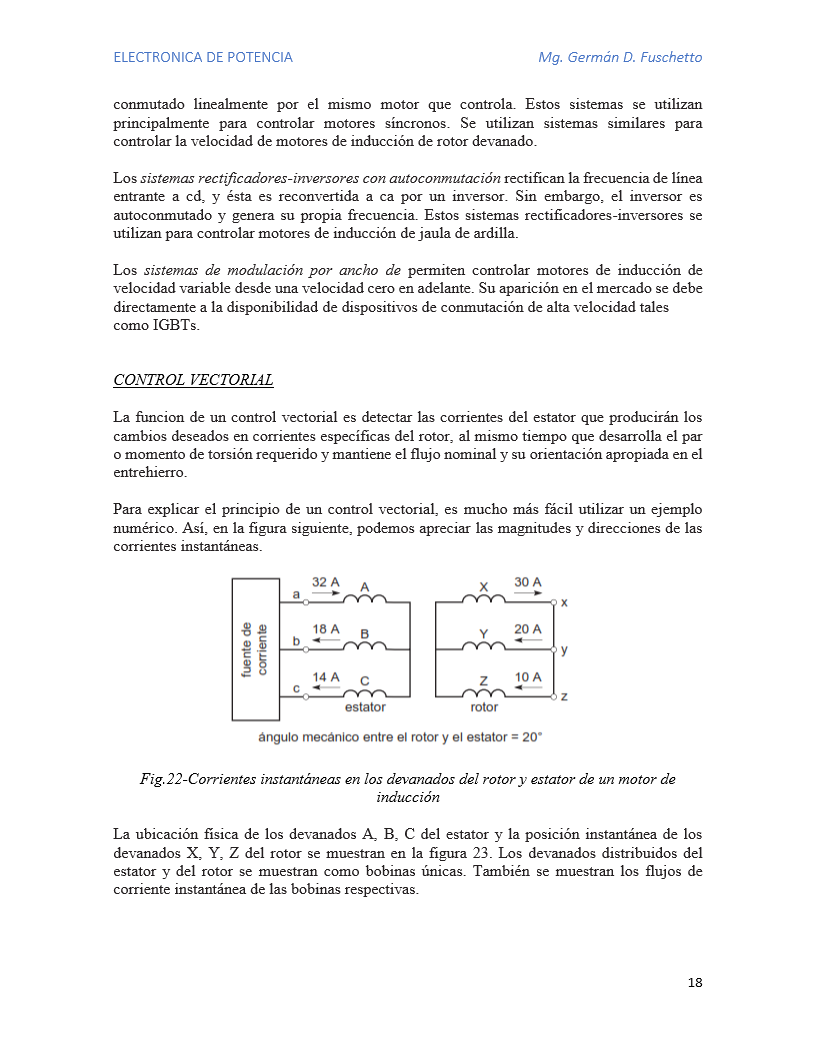 ELECTRONICA DE POTENCIA Mg. Germán D. Fuschetto
conmutado linealmente por el mismo motor que controla. Estos sistemas se utilizan
principalmente para controlar motores síncronos. Se utilizan sistemas similares para
controlar la velocidad de motores de inducción de rotor devanado.
Los sistemas rectificadores-inversores con autoconmutación rectifican la frecuencia de línea
entrante a cd, y ésta es reconvertida a ca por un inversor. Sin embargo, el inversor es
autoconmutado y genera su propia frecuencia. Estos sistemas rectificadores-inversores se
utilizan para controlar motores de inducción de jaula de ardilla.
Los sistemas de modulación por ancho de permiten controlar motores de inducción de
velocidad variable desde una velocidad cero en adelante. Su aparición en el mercado se debe
directamente a la disponibilidad de dispositivos de conmutación de alta velocidad tales
como IGBTs.
CONTROL VECTORIAL
La funcion de un control vectorial es detectar las corrientes del estator que producirán los
cambios deseados en corrientes específicas del rotor, al mismo tiempo que desarrolla el par
o momento de torsión requerido y mantiene el flujo nominal y su orientación apropiada en el
entrehierro.
Para explicar el principio de un control vectorial, es mucho más fácil utilizar un ejemplo
numérico. Así, en la figura siguiente, podemos apreciar las magnitudes y direcciones de las
corrientes instantáneas.
fuente de
corriente
a 32 A A X 30 A x
b 18 A B Y 20 A y
c 14 A C Z 10 A z
estator rotor
ángulo mecánico entre el rotor y el estator = 20°
Fig.22-Corrientes instantáneas en los devanados del rotor y estator de un motor de
inducción
La ubicación física de los devanados A, B, C del estator y la posición instantánea de los
devanados X, Y, Z del rotor se muestran en la figura 23. Los devanados distribuidos del
estator y del rotor se muestran como bobinas únicas. También se muestran los flujos de
corriente instantánea de las bobinas respectivas.
18